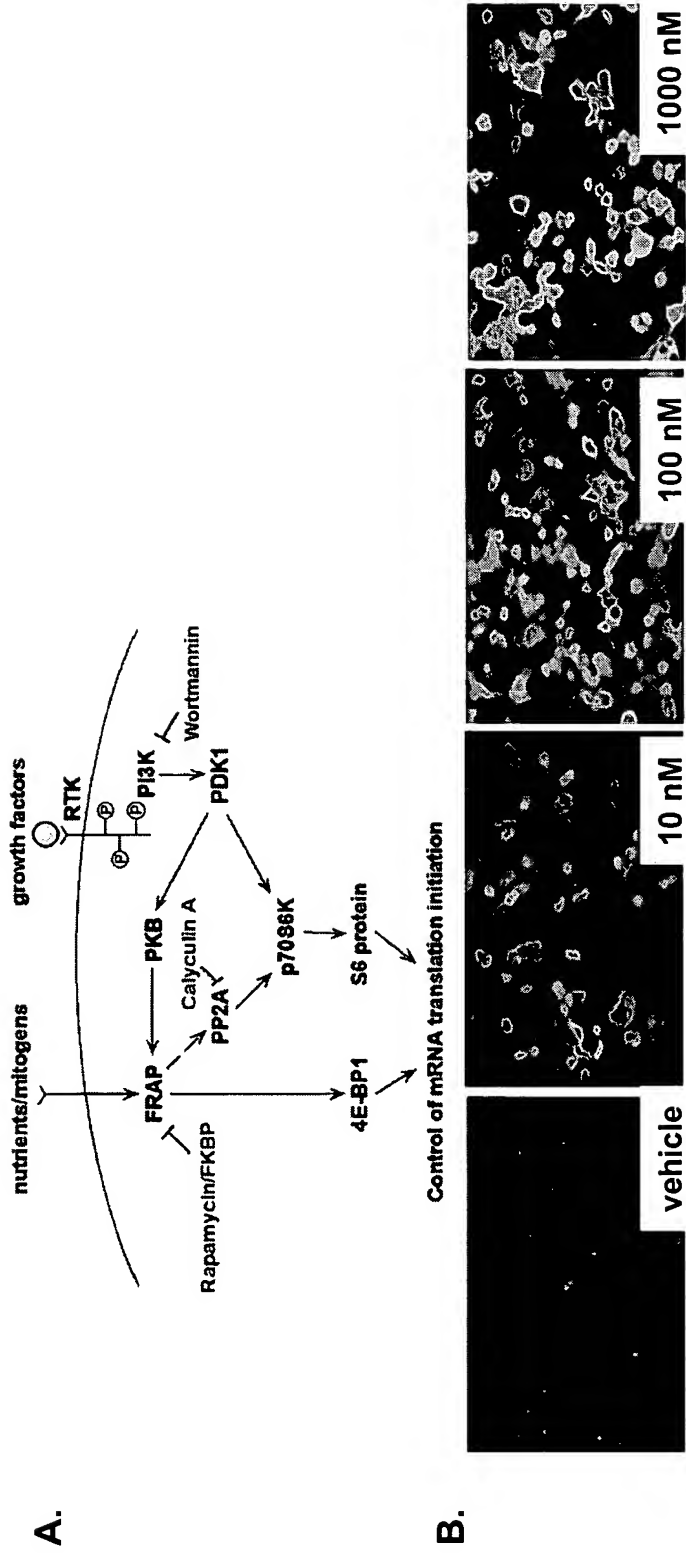 A.
nutrients/mitogens
growth factors
RTK
P
P
P
PI3K
Wortmannin
PDK1
PKB
Calyculin A
FRAP
PP2A
Rapamycin/FKBP
p70S6K
4E-BP1
S6 protein
Control of mRNA translation initiation
B.
vehicle
10 nM
100 nM
1000 nM